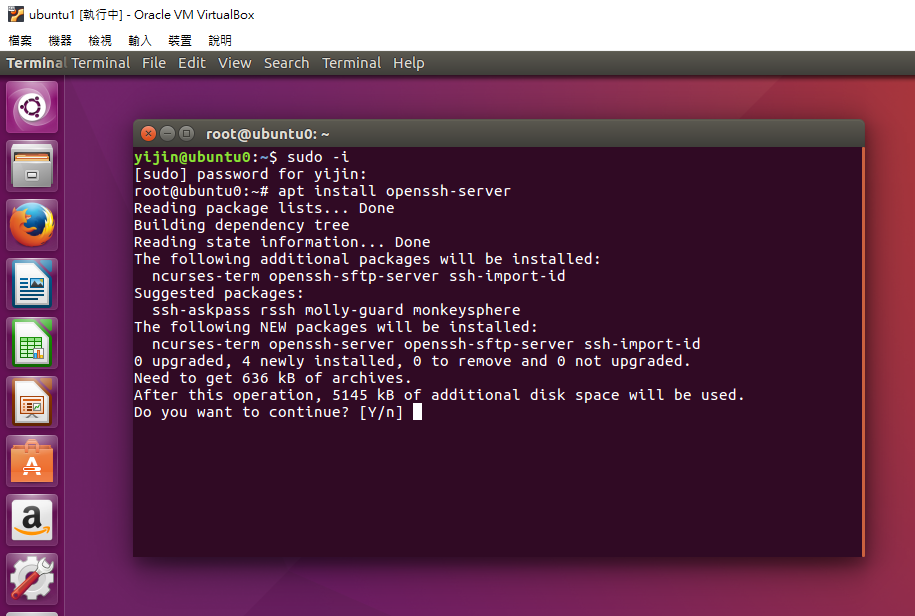 ubuntu1 [執行中] - Oracle VM VirtualBox
檔案 機器 檢視 輸入 裝置 說明
Terminal Terminal File Edit View Search Terminal Help
root@ubuntu0: ~
yijin@ubuntu0:~$ sudo -i
[sudo] password for yijin:
root@ubuntu0:~# apt install openssh-server
Reading package lists... Done
Building dependency tree
Reading state information... Done
The following additional packages will be installed:
ncurses-term openssh-sftp-server ssh-import-id
Suggested packages:
ssh-askpass rssh molly-guard monkeysphere
The following NEW packages will be installed:
ncurses-term openssh-server openssh-sftp-server ssh-import-id
0 upgraded, 4 newly installed, 0 to remove and 0 not upgraded.
Need to get 636 kB of archives.
After this operation, 5145 kB of additional disk space will be used.
Do you want to continue? [Y/n]